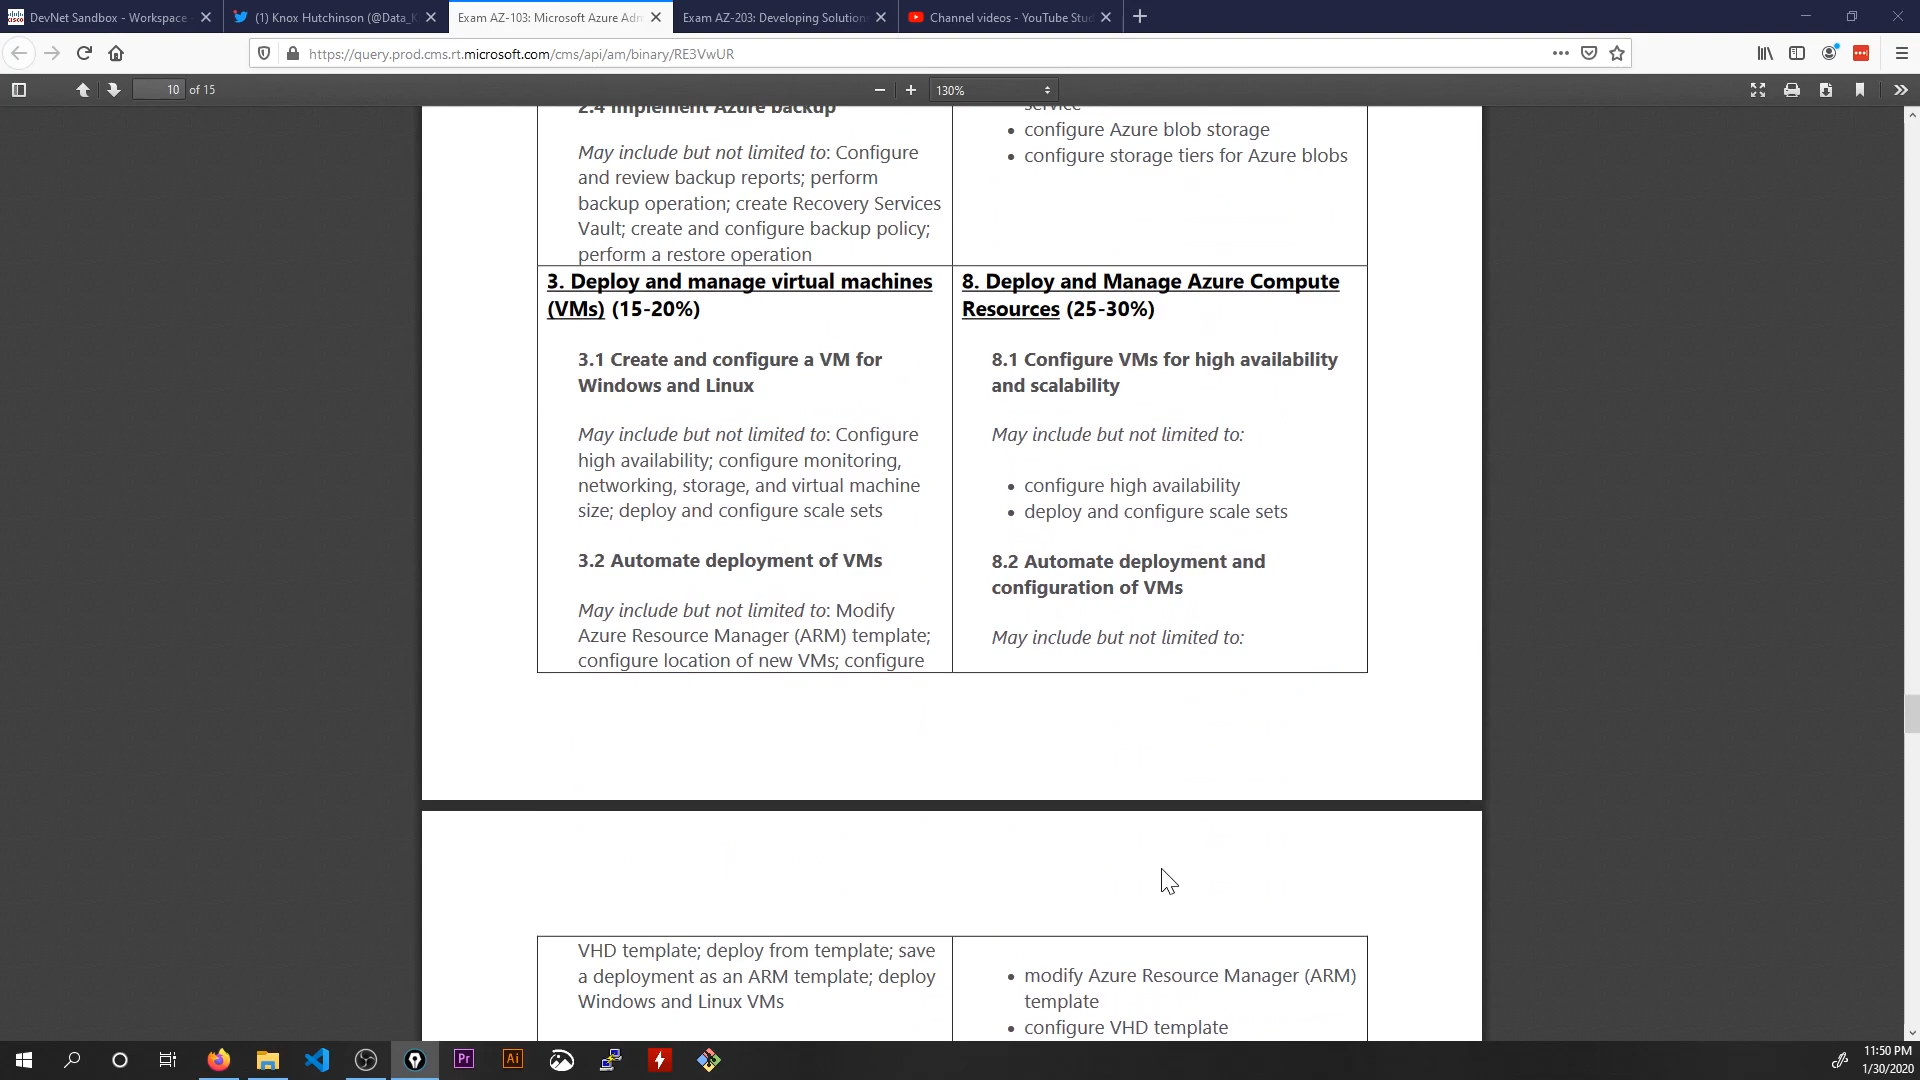 DevNet Sandbox - Workspace
(1) Knox Hutchinson (@Data_K
Exam AZ-103: Microsoft Azure Adm
Exam AZ-203: Developing Solution
Channel videos - YouTube Stud
https://query.prod.cms.rt.microsoft.com/cms/api/am/binary/RE3VwUR
10 of 15
130%
2.4 Implement Azure backup
May include but not limited to: Configure
and review backup reports; perform
backup operation; create Recovery Services
Vault; create and configure backup policy;
perform a restore operation
service
• configure Azure blob storage
• configure storage tiers for Azure blobs
3. Deploy and manage virtual machines
(VMs) (15-20%)
3.1 Create and configure a VM for
Windows and Linux
May include but not limited to: Configure
high availability; configure monitoring,
networking, storage, and virtual machine
size; deploy and configure scale sets
3.2 Automate deployment of VMs
May include but not limited to: Modify
Azure Resource Manager (ARM) template;
configure location of new VMs; configure
8. Deploy and Manage Azure Compute
Resources (25-30%)
8.1 Configure VMs for high availability
and scalability
May include but not limited to:
• configure high availability
• deploy and configure scale sets
8.2 Automate deployment and
configuration of VMs
May include but not limited to:
VHD template; deploy from template; save
a deployment as an ARM template; deploy
Windows and Linux VMs
• modify Azure Resource Manager (ARM)
template
• configure VHD template
Pr
Ai
11:50 PM
1/30/2020